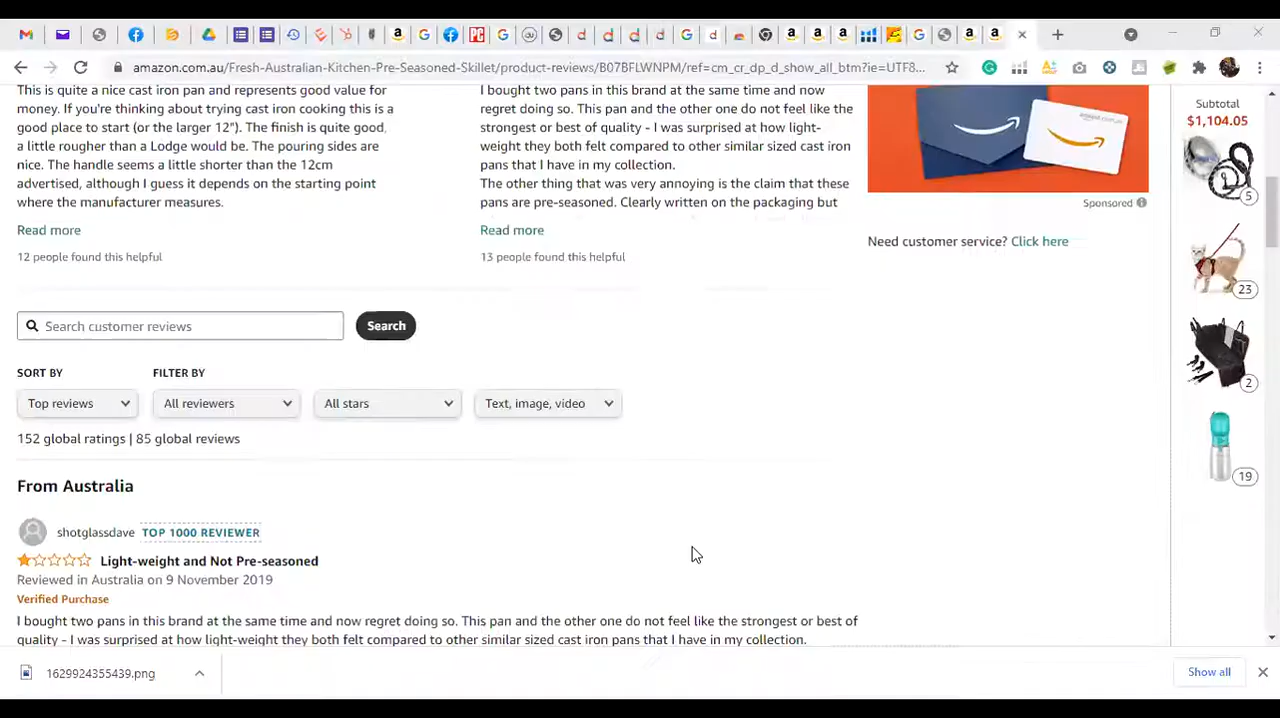 amazon.com.au/Fresh-Australian-Kitchen-Pre-Seasoned-Skillet/product-reviews/B07BFLWNPM/ref=cm_cr_dp_d_show_all_btm?ie=UTF8...
This is quite a nice cast iron pan and represents good value for
money. If you're thinking about trying cast iron cooking this is a
good place to start (or the larger 12"). The finish is quite good,
a little rougher than a Lodge would be. The pouring sides are
nice. The handle seems a little shorter than the 12cm
advertised, although I guess it depends on the starting point
where the manufacturer measures.
Read more
12 people found this helpful
I bought two pans in this brand at the same time and now
regret doing so. This pan and the other one do not feel like the
strongest or best of quality - I was surprised at how light-
weight they both felt compared to other similar sized cast iron
pans that I have in my collection.
The other thing that was very annoying is the claim that these
pans are pre-seasoned. Clearly written on the packaging but
Read more
13 people found this helpful
Sponsored
Need customer service? Click here
Subtotal
$1,104.05
5
23
2
19
Search customer reviews
Search
SORT BY
FILTER BY
Top reviews
All reviewers
All stars
Text, image, video
152 global ratings | 85 global reviews
From Australia
shotglassdave TOP 1000 REVIEWER
Light-weight and Not Pre-seasoned
Reviewed in Australia on 9 November 2019
Verified Purchase
I bought two pans in this brand at the same time and now regret doing so. This pan and the other one do not feel like the strongest or best of
quality - I was surprised at how light-weight they both felt compared to other similar sized cast iron pans that I have in my collection.
1629924355439.png
Show all